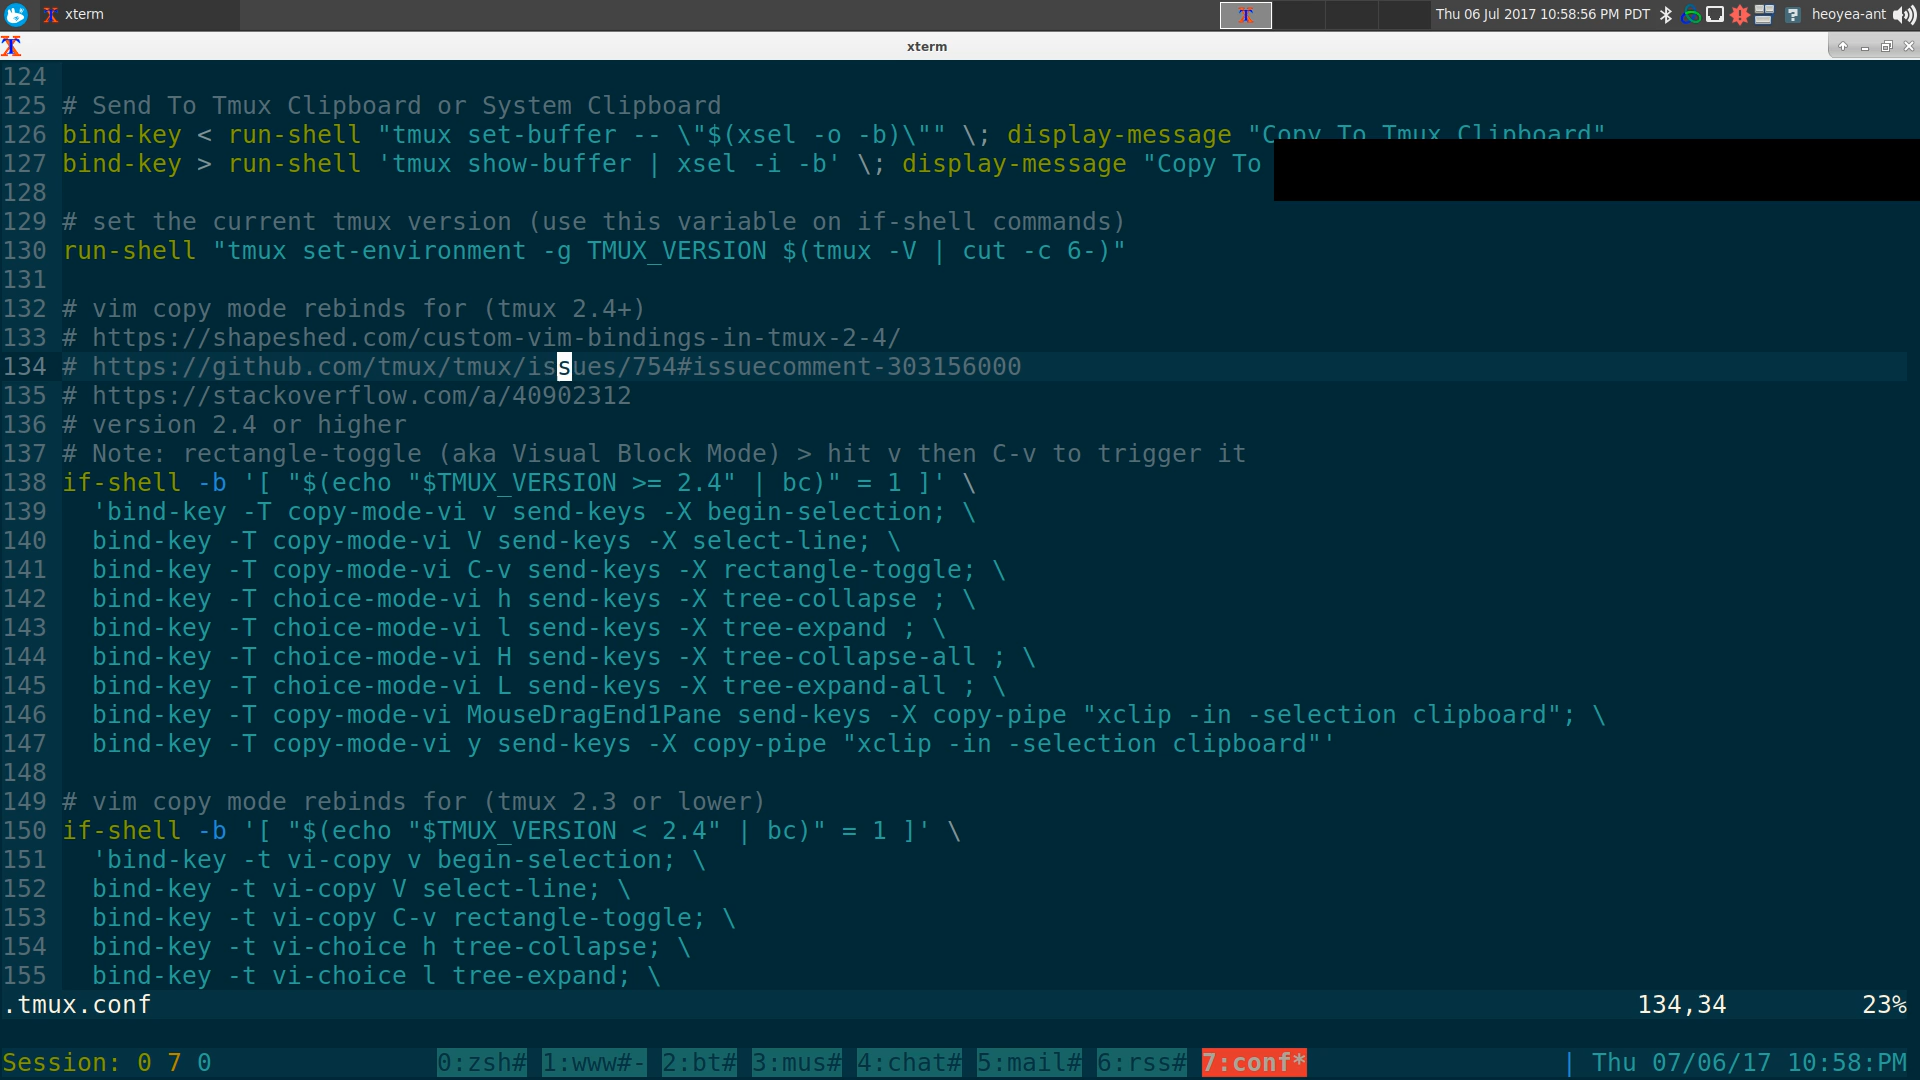 xterm
Thu 06 Jul 2017 10:58:56 PM PDT
heoyea-ant
xterm
124
125 # Send To Tmux Clipboard or System Clipboard
126 bind-key < run-shell "tmux set-buffer -- \"$(xsel -o -b)\"" \; display-message "Copy To Tmux Clipboard"
127 bind-key > run-shell 'tmux show-buffer | xsel -i -b' \; display-message "Copy To
128
129 # set the current tmux version (use this variable on if-shell commands)
130 run-shell "tmux set-environment -g TMUX_VERSION $(tmux -V | cut -c 6-)"
131
132 # vim copy mode rebinds for (tmux 2.4+)
133 # https://shapeshed.com/custom-vim-bindings-in-tmux-2-4/
134 # https://github.com/tmux/tmux/issues/754#issuecomment-303156000
135 # https://stackoverflow.com/a/40902312
136 # version 2.4 or higher
137 # Note: rectangle-toggle (aka Visual Block Mode) > hit v then C-v to trigger it
138 if-shell -b '[ "$(echo "$TMUX_VERSION >= 2.4" | bc)" = 1 ]' \
139   'bind-key -T copy-mode-vi v send-keys -X begin-selection; \
140   bind-key -T copy-mode-vi V send-keys -X select-line; \
141   bind-key -T copy-mode-vi C-v send-keys -X rectangle-toggle; \
142   bind-key -T choice-mode-vi h send-keys -X tree-collapse ; \
143   bind-key -T choice-mode-vi l send-keys -X tree-expand ; \
144   bind-key -T choice-mode-vi H send-keys -X tree-collapse-all ; \
145   bind-key -T choice-mode-vi L send-keys -X tree-expand-all ; \
146   bind-key -T copy-mode-vi MouseDragEnd1Pane send-keys -X copy-pipe "xclip -in -selection clipboard"; \
147   bind-key -T copy-mode-vi y send-keys -X copy-pipe "xclip -in -selection clipboard"'
148
149 # vim copy mode rebinds for (tmux 2.3 or lower)
150 if-shell -b '[ "$(echo "$TMUX_VERSION < 2.4" | bc)" = 1 ]' \
151   'bind-key -t vi-copy v begin-selection; \
152   bind-key -t vi-copy V select-line; \
153   bind-key -t vi-copy C-v rectangle-toggle; \
154   bind-key -t vi-choice h tree-collapse; \
155   bind-key -t vi-choice l tree-expand; \
.tmux.conf 134,34 23%
Session: 0 7 0 0:zsh# 1:www#- 2:bt# 3:mus# 4:chat# 5:mail# 6:rss# 7:conf* | Thu 07/06/17 10:58:PM